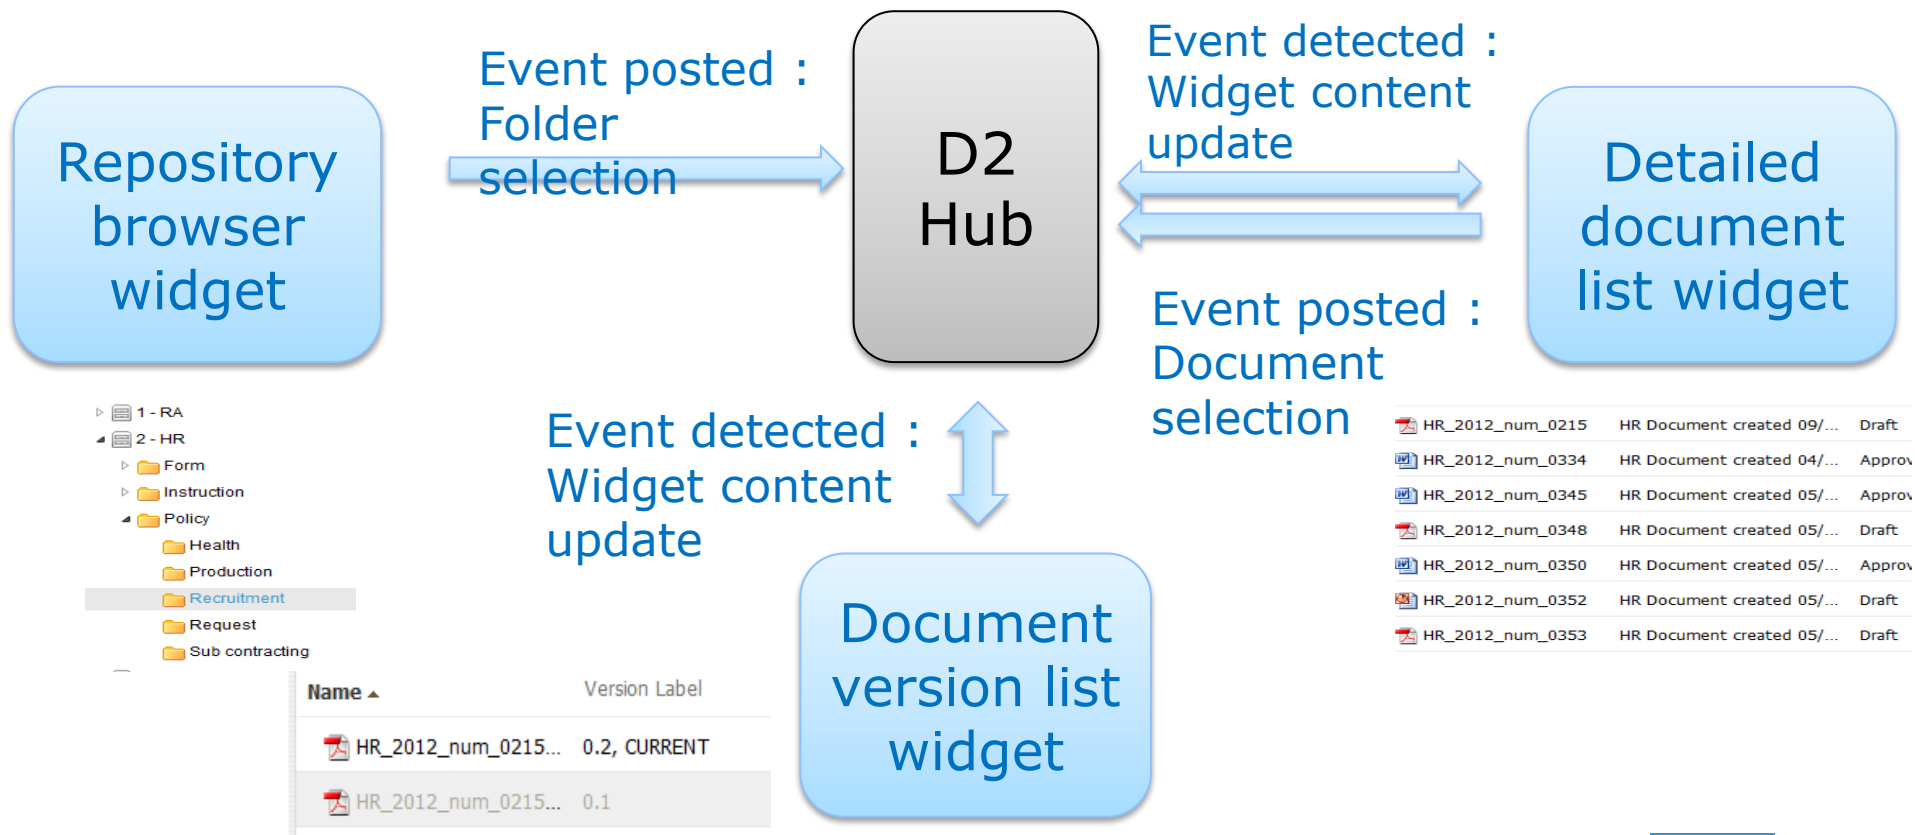 Repository
browser
widget
Event posted :
Folder
selection
D2
Hub
Event detected :
Widget content
update
Detailed
document
list widget
Event posted :
Document
selection
Event detected :
Widget content
update
Document
version list
widget
1 - RA
2 - HR
Form
Instruction
Policy
Health
Production
Recruitment
Request
Sub contracting
Name Version Label
HR_2012_num_0215... 0.2, CURRENT
HR_2012_num_0215... 0.1
HR_2012_num_0215 HR Document created 09/... Draft
HR_2012_num_0334 HR Document created 04/... Approv
HR_2012_num_0345 HR Document created 05/... Approv
HR_2012_num_0348 HR Document created 05/... Draft
HR_2012_num_0350 HR Document created 05/... Approv
HR_2012_num_0352 HR Document created 05/... Draft
HR_2012_num_0353 HR Document created 05/... Draft